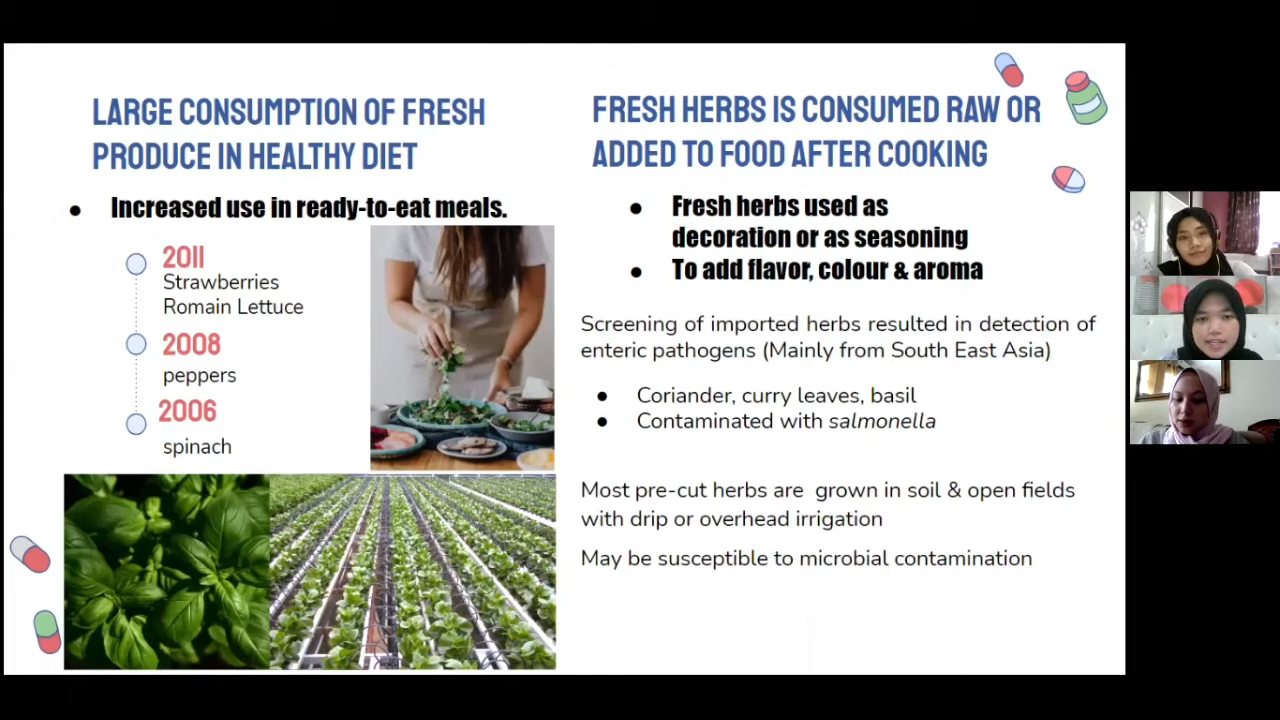 LARGE CONSUMPTION OF FRESH
PRODUCE IN HEALTHY DIET
● Increased use in ready-to-eat meals.
2011
Strawberries
Romain Lettuce
2008
peppers
2006
spinach
FRESH HERBS IS CONSUMED RAW OR
ADDED TO FOOD AFTER COOKING
● Fresh herbs used as
decoration or as seasoning
● To add flavor, colour & aroma
Screening of imported herbs resulted in detection of
enteric pathogens (Mainly from South East Asia)
● Coriander, curry leaves, basil
● Contaminated with salmonella
Most pre-cut herbs are grown in soil & open fields
with drip or overhead irrigation
May be susceptible to microbial contamination